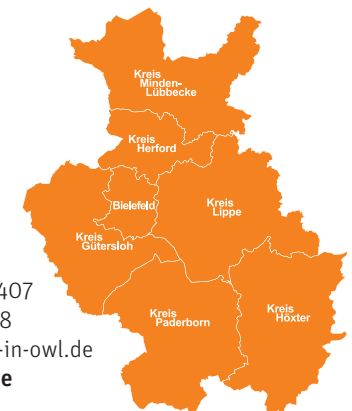 Kreis
Minden-
Lübbecke
Kreis
Herford
Bielefeld
Kreis
Lippe
Kreis
Gütersloh
Kreis
Paderborn
Kreis
Höxter
407
8
-in-owl.de
e